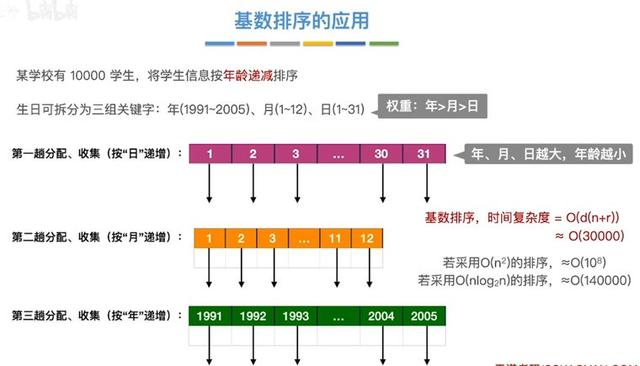 基数排序的应用
某学校有 10000 学生，将学生信息按年龄递减排序
生日可拆分为三组关键字：年(1991~2005)、月(1~12)、日(1~31)
权重：年>月>日
第一趟分配、收集（按“日”递增）：
1 2 3 ... 30 31
年、月、日越大，年龄越小
第二趟分配、收集（按“月”递增）：
1 2 3 ... 11 12
基数排序，时间复杂度 = O(d(n+r))
≈ O(30000)
若采用O(n²)的排序，≈O(10⁸)
若采用O(nlog₂n)的排序，≈O(140000)
第三趟分配、收集（按“年”递增）：
1991 1992 1993 ... 2004 2005